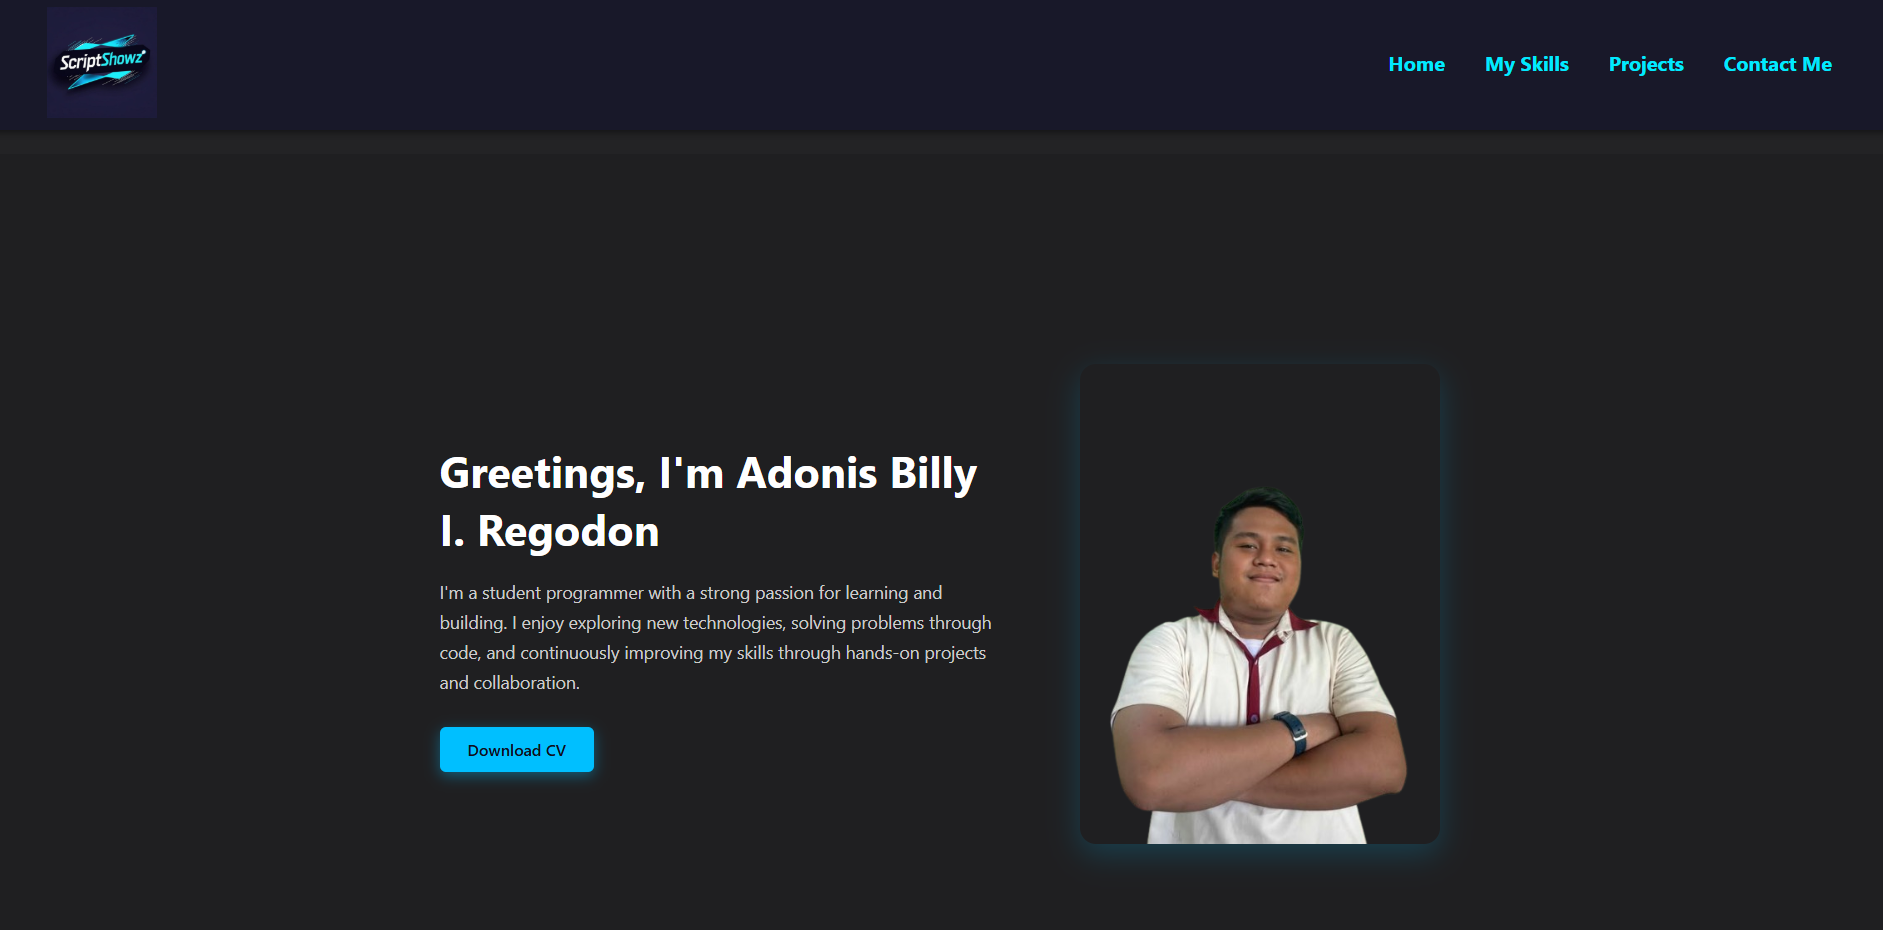 ScriptShowz
Home
My Skills
Projects
Contact Me
Greetings, I'm Adonis Billy
I. Regodon
I'm a student programmer with a strong passion for learning and
building. I enjoy exploring new technologies, solving problems through
code, and continuously improving my skills through hands-on projects
and collaboration.
Download CV